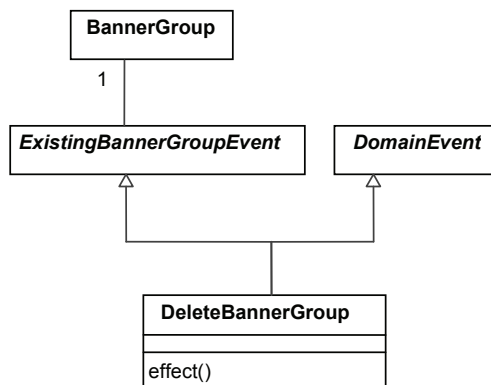 BannerGroup
1
ExistingBannerGroupEvent
DomainEvent
DeleteBannerGroup
effect()